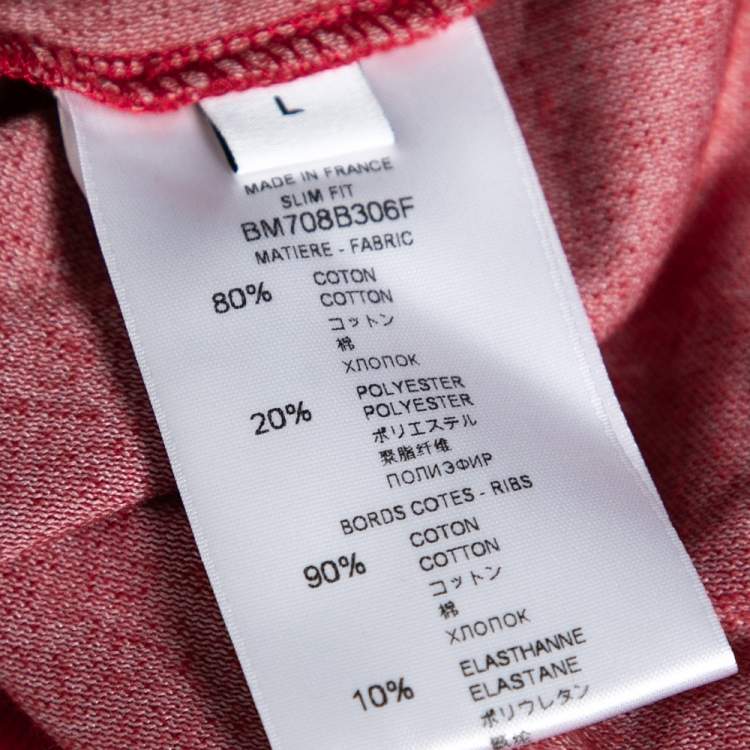 L
MADE IN FRANCE
SLIM FIT
BM708B306F
MATIERE - FABRIC
80% COTON
COTTON
コットン
棉
ХЛОПОК
20% POLYESTER
POLYESTER
ポリエステル
聚脂纤维
ПОЛИЭФИР
BORDS COTES - RIBS
90% COTON
COTTON
コットン
棉
ХЛОПОК
10% ELASTHANNE
ELASTANE
ポリウレタン